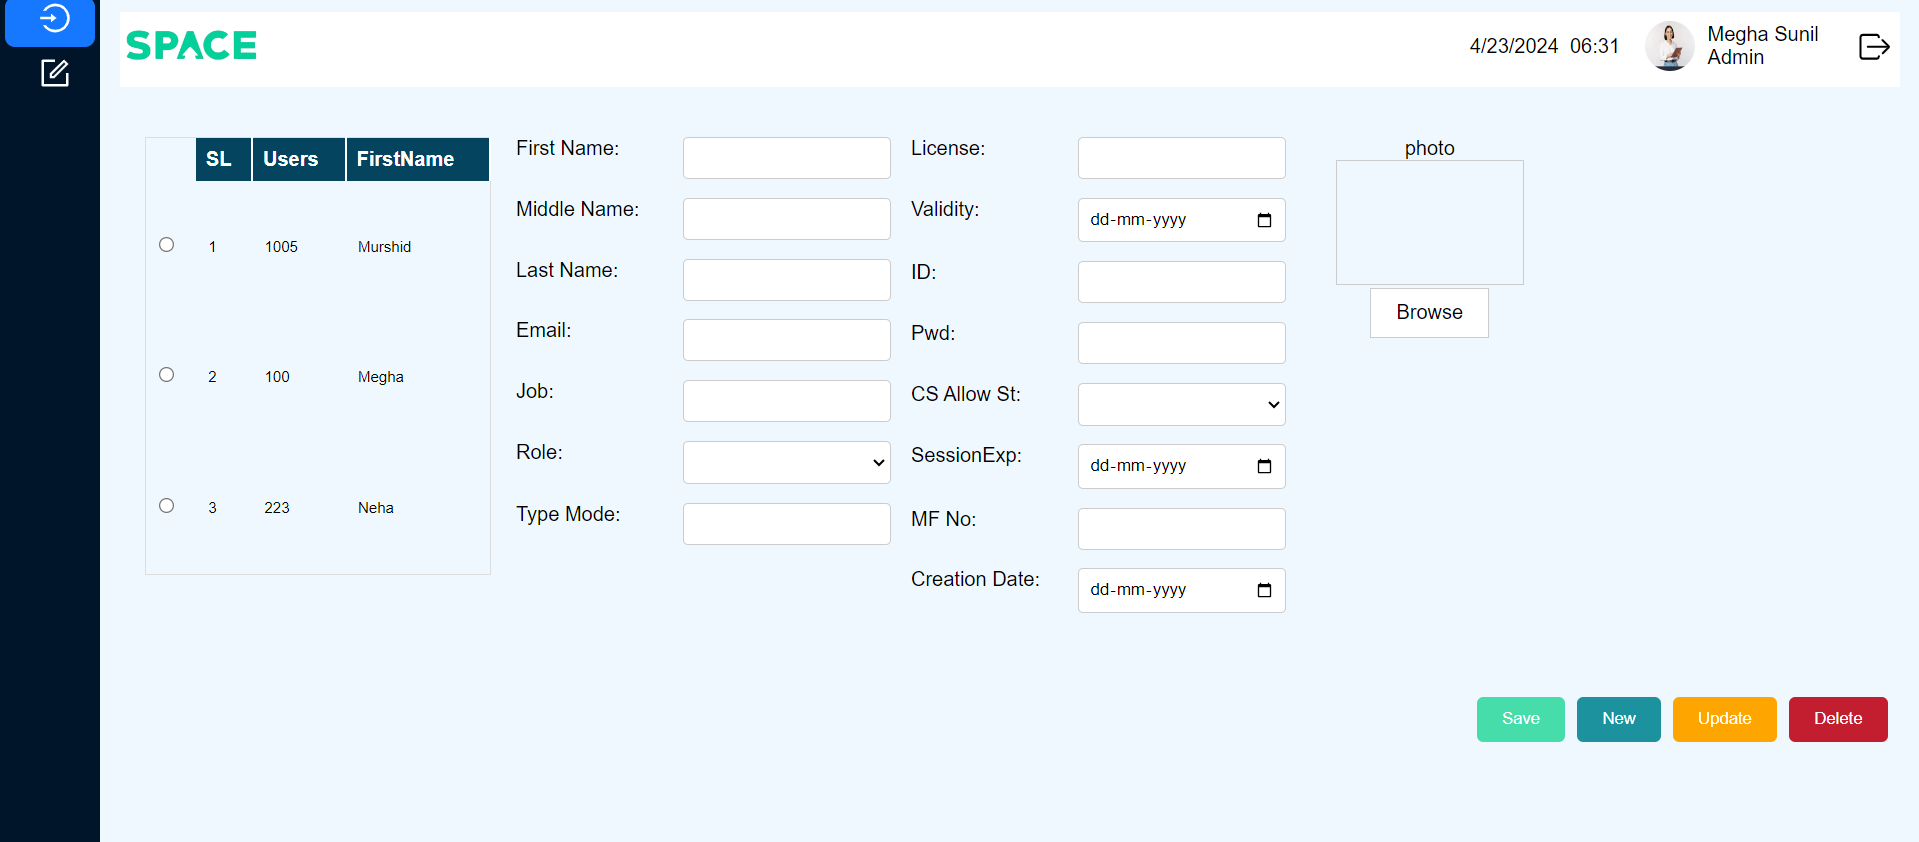 SPACE
4/23/2024 06:31
Megha Sunil
Admin
SL Users FirstName
1 1005 Murshid
2 100 Megha
3 223 Neha
First Name:
Middle Name:
Last Name:
Email:
Job:
Role:
Type Mode:
License:
Validity: dd-mm-yyyy
ID:
Pwd:
CS Allow St:
SessionExp: dd-mm-yyyy
MF No:
Creation Date: dd-mm-yyyy
photo
Browse
Save New Update Delete